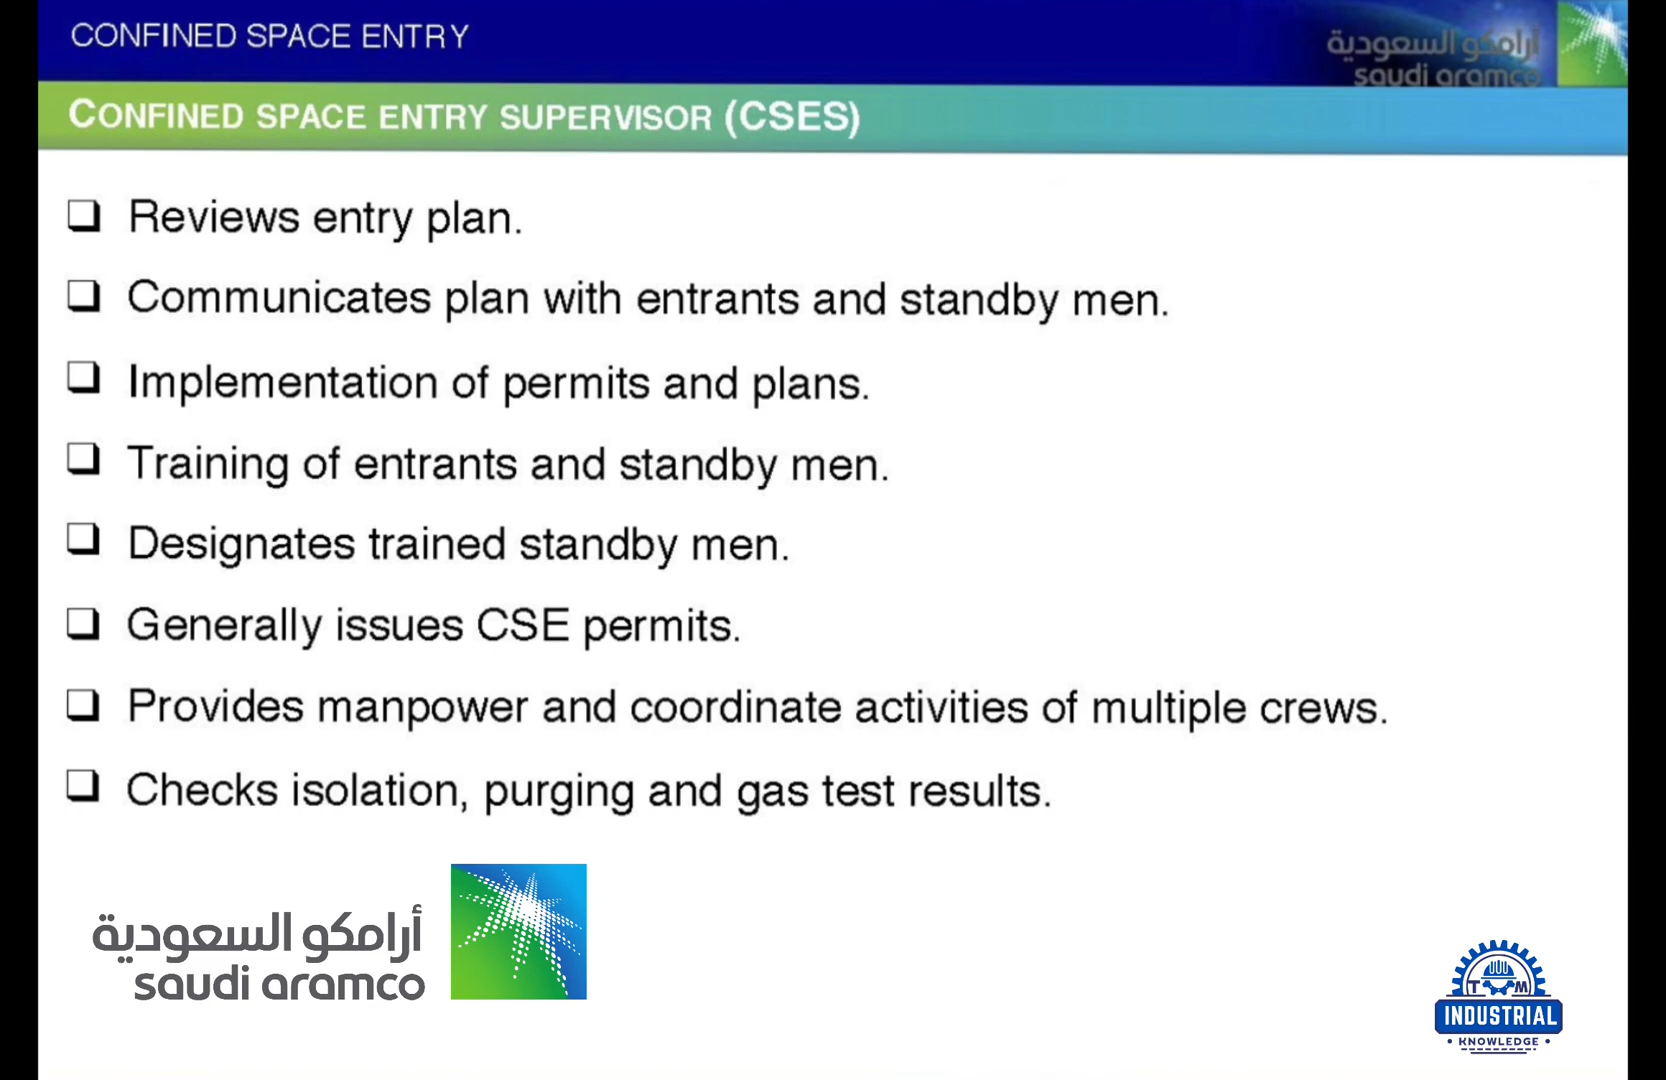 CONFINED SPACE ENTRY
أرامكو السعودية
saudi aramco
CONFINED SPACE ENTRY SUPERVISOR (CSES)
❑ Reviews entry plan.
❑ Communicates plan with entrants and standby men.
❑ Implementation of permits and plans.
❑ Training of entrants and standby men.
❑ Designates trained standby men.
❑ Generally issues CSE permits.
❑ Provides manpower and coordinate activities of multiple crews.
❑ Checks isolation, purging and gas test results.
أرامكو السعودية
saudi aramco
T M
INDUSTRIAL
• KNOWLEDGE •